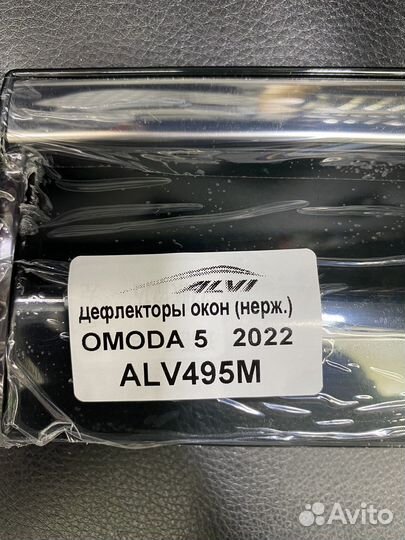 ALVI
Дефлекторы окон (нерж.)
OMODA 5 2022
ALV495M
Avito